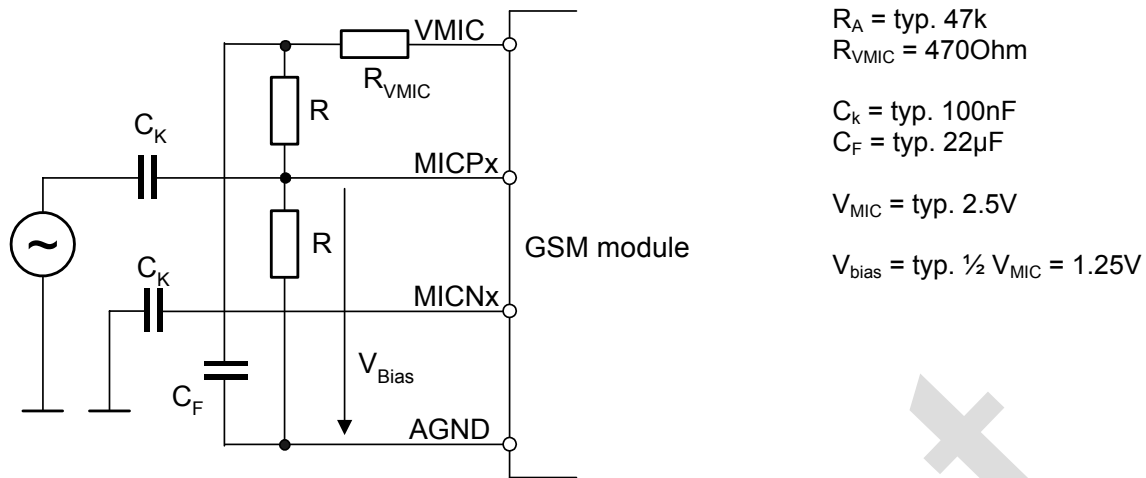 VMIC
R_VMIC
R
C_K
MICPx
R
GSM module
C_K
MICNx
V_Bias
C_F
AGND
~
R_A = typ. 47k
R_VMIC = 470Ohm
C_k = typ. 100nF
C_F = typ. 22µF
V_MIC = typ. 2.5V
V_bias = typ. ½ V_MIC = 1.25V